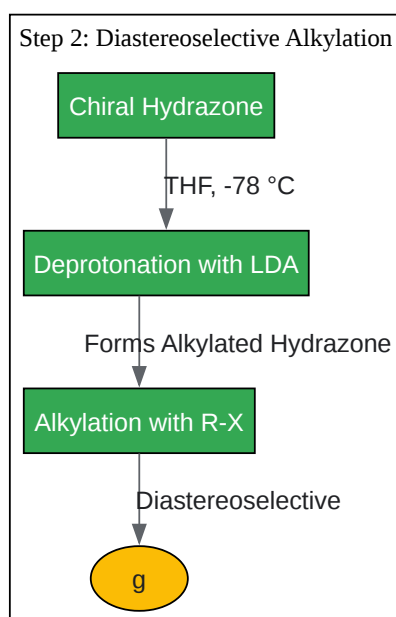 Step 2: Diastereoselective Alkylation
Chiral Hydrazone
THF, -78 °C
Deprotonation with LDA
Forms Alkylated Hydrazone
Alkylation with R-X
Diastereoselective
g